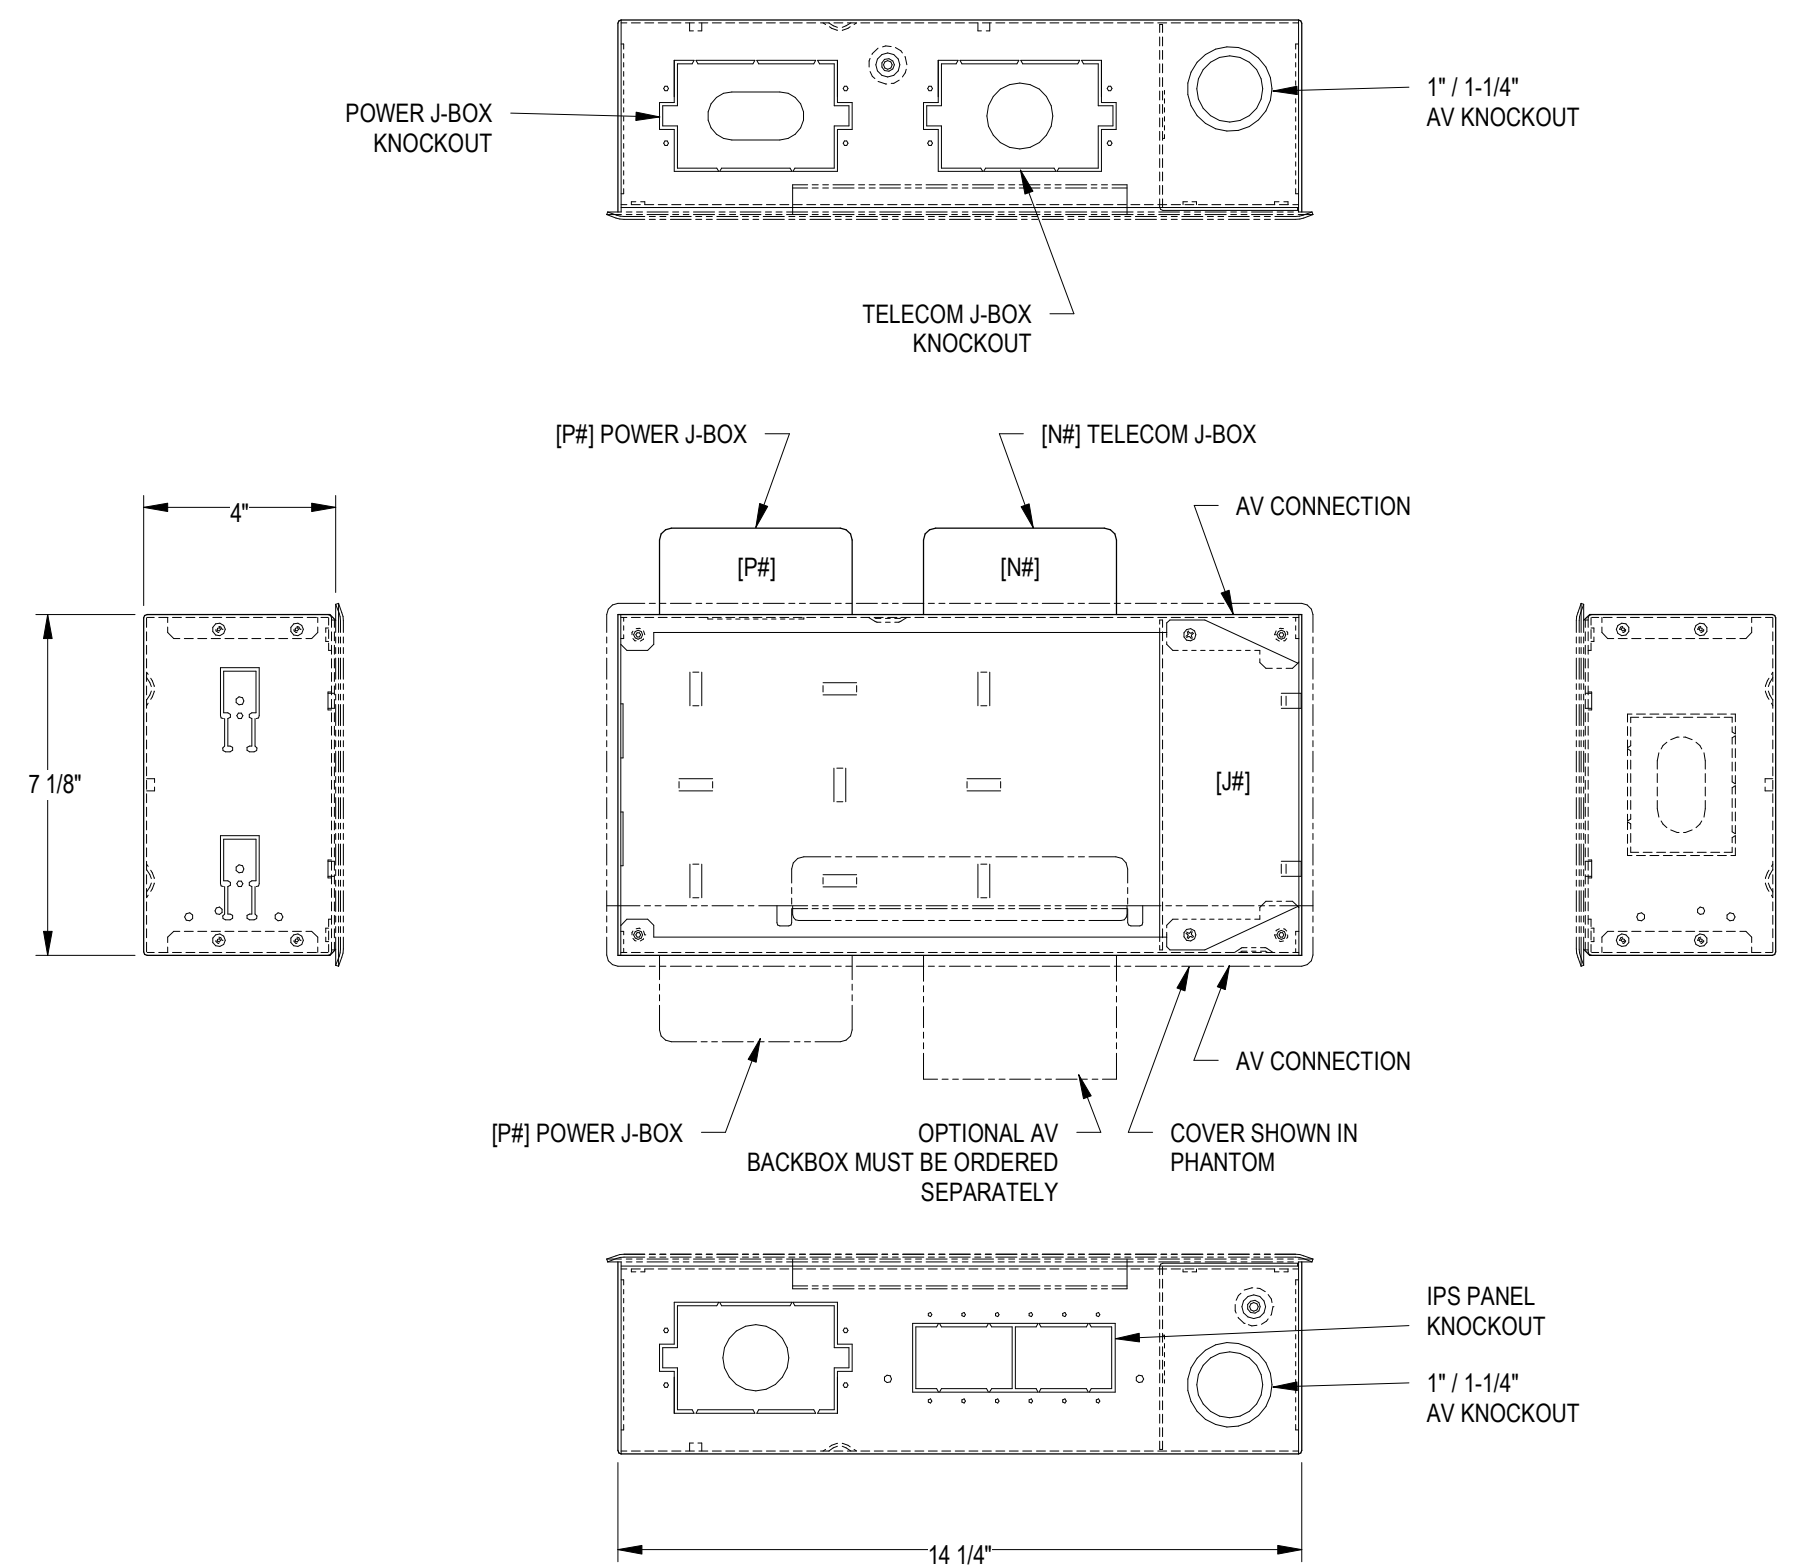 POWER J-BOX
KNOCKOUT
1" / 1-1/4"
AV KNOCKOUT
TELECOM J-BOX
KNOCKOUT
[P#] POWER J-BOX
[N#] TELECOM J-BOX
AV CONNECTION
4"
[P#]
[N#]
7 1/8"
[J#]
AV CONNECTION
[P#] POWER J-BOX
OPTIONAL AV
BACKBOX MUST BE ORDERED
SEPARATELY
COVER SHOWN IN
PHANTOM
IPS PANEL
KNOCKOUT
1" / 1-1/4"
AV KNOCKOUT
14 1/4"